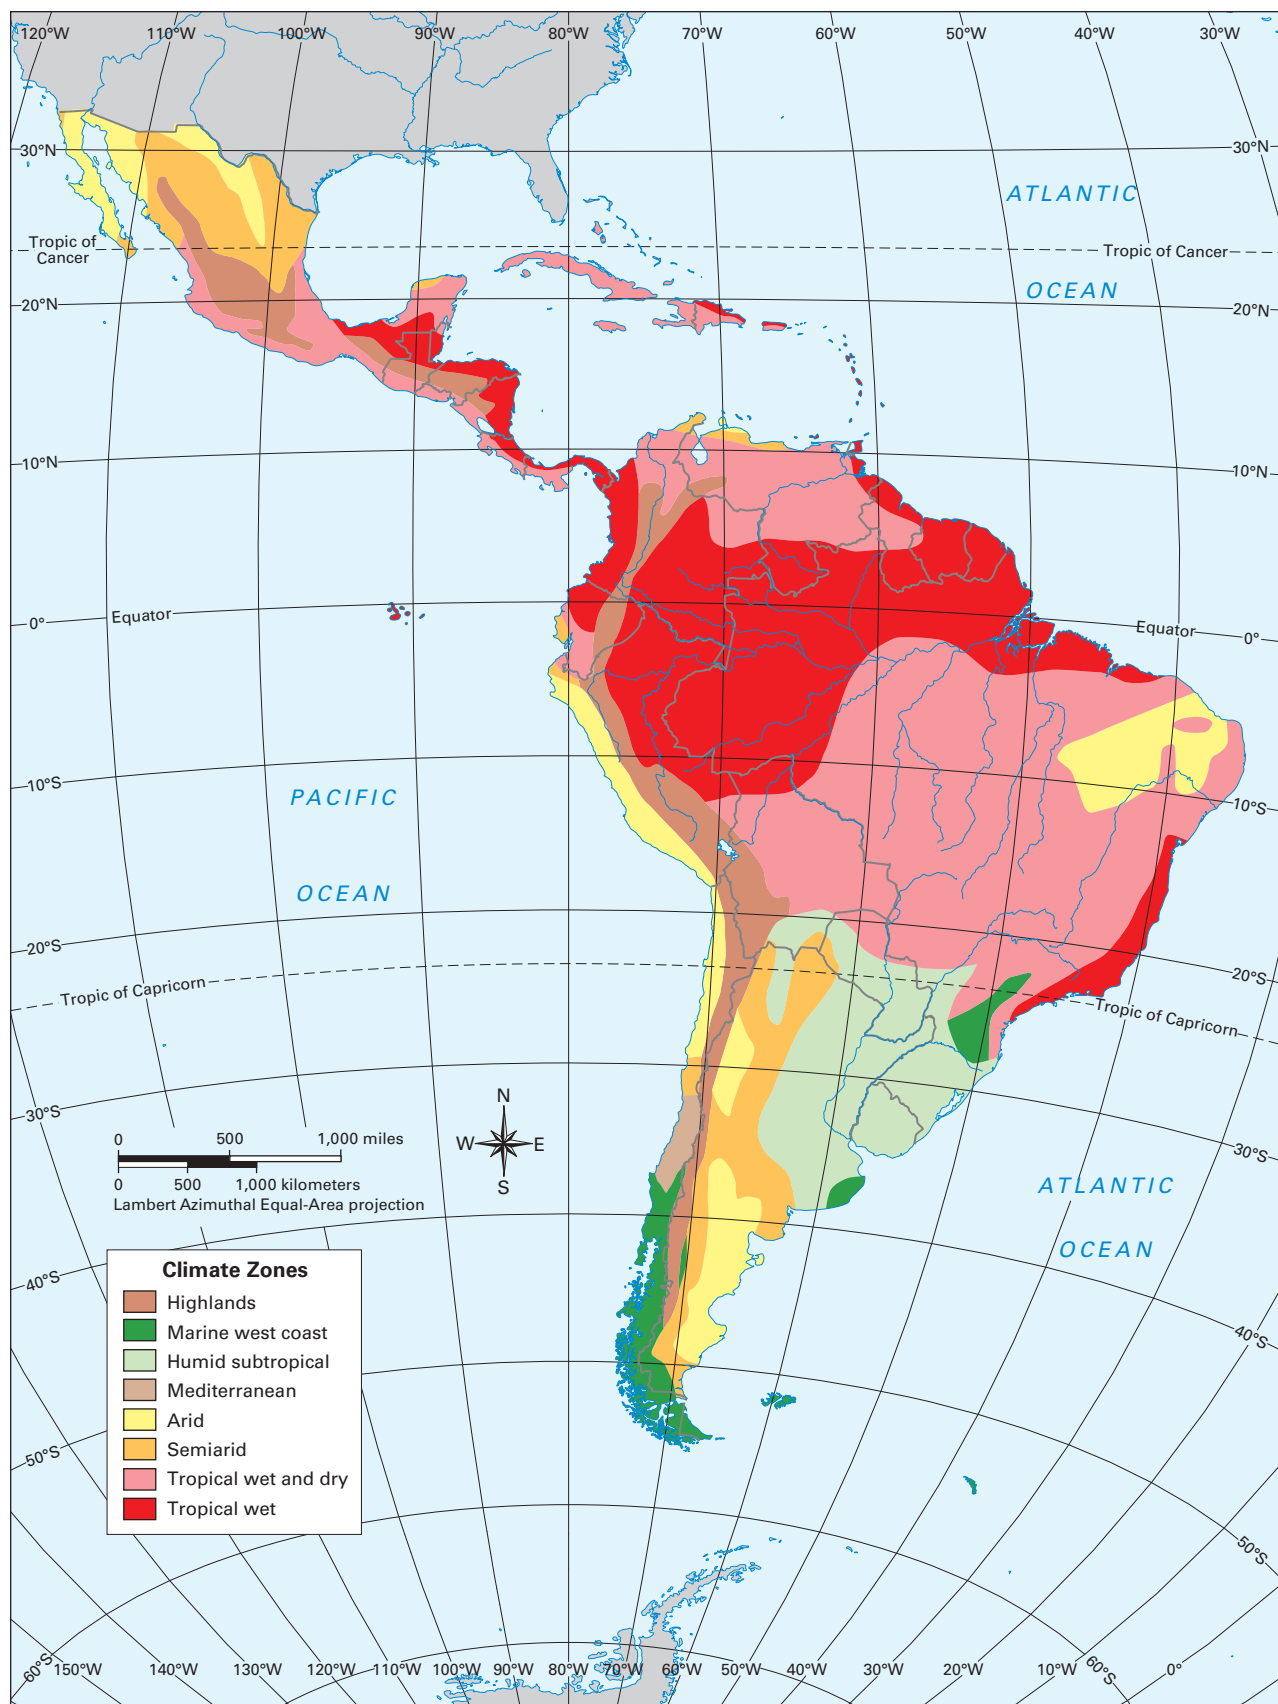 120°W 110°W 100°W 90°W 80°W 70°W 60°W 50°W 40°W 30°W
30°N 30°N
ATLANTIC
Tropic of
Cancer
Tropic of Cancer
OCEAN
20°N 20°N
10°N 10°N
Equator
Equator
0° 0°
PACIFIC
10°S 10°S
OCEAN
20°S 20°S
Tropic of Capricorn
Tropic of Capricorn
30°S 30°S
N
W E
S
0 500 1,000 miles
0 500 1,000 kilometers
Lambert Azimuthal Equal-Area projection
ATLANTIC
OCEAN
40°S 40°S
Climate Zones
Highlands
Marine west coast
Humid subtropical
Mediterranean
Arid
Semiarid
Tropical wet and dry
Tropical wet
50°S 50°S
60°S 150°W 140°W 130°W 120°W 110°W 100°W 90°W 80°W 70°W 60°W 50°W 40°W 30°W 20°W 10°W 60°S 0°